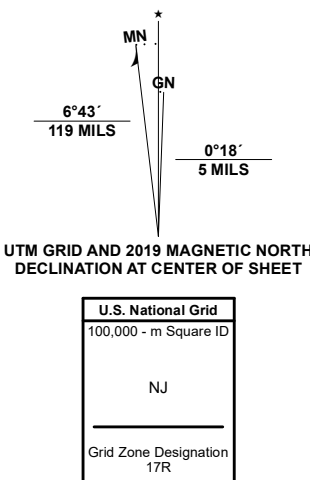 ★
MN
GN
6°43´
119 MILS
0°18´
5 MILS
UTM GRID AND 2019 MAGNETIC NORTH
DECLINATION AT CENTER OF SHEET
U.S. National Grid
100,000 - m Square ID
NJ
Grid Zone Designation
17R